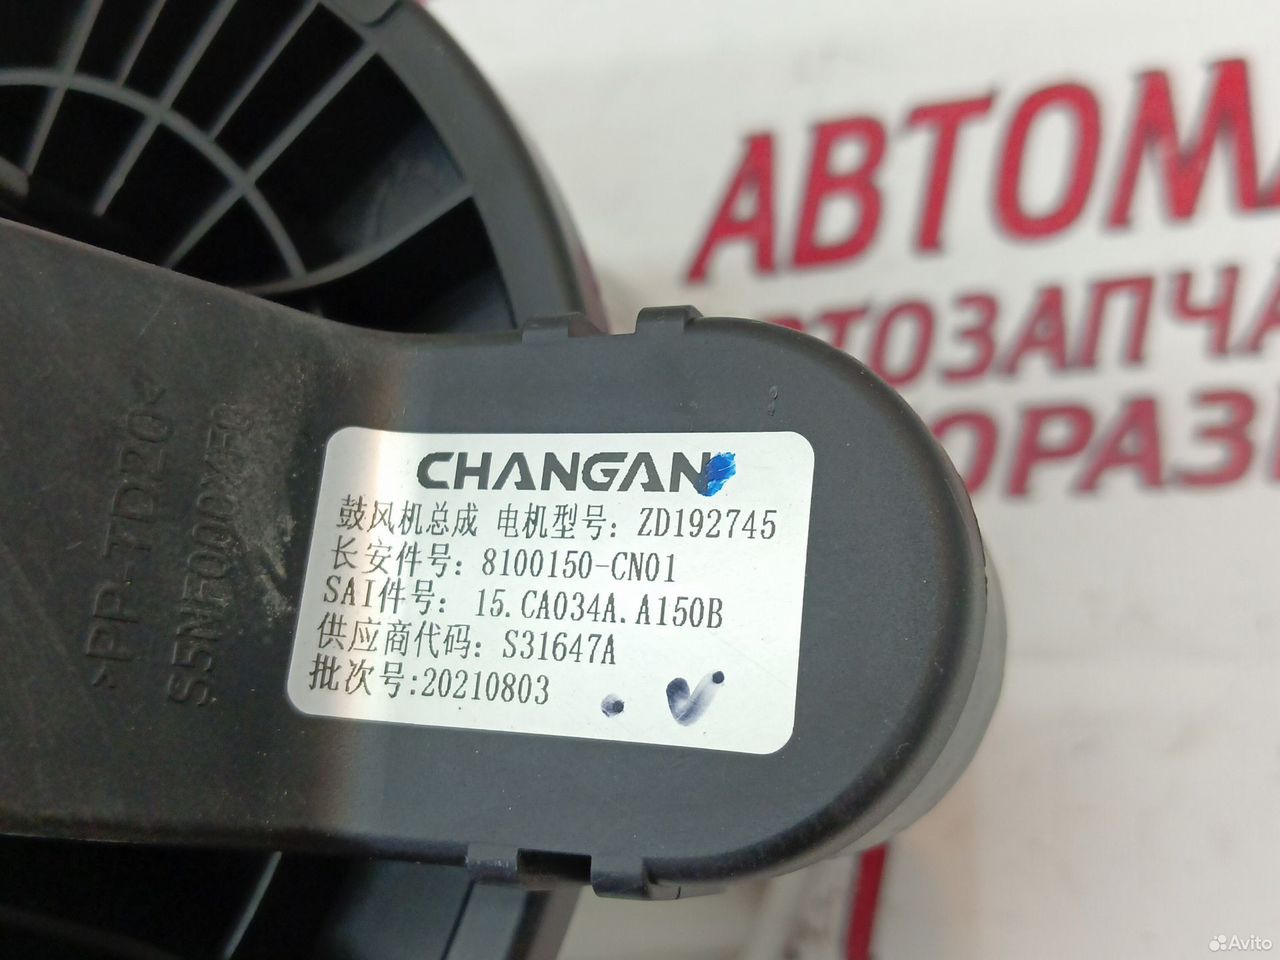 АВТОМА
АВТОЗАПЧА
ОРАЗ
>PP-TD20<
CHANGAN
鼓风机总成 电机型号: ZD192745
长安件号: 8100150-CN01
SAI件号: 15.CA034A.A150B
供应商代码: S31647A
批次号:20210803
Avito